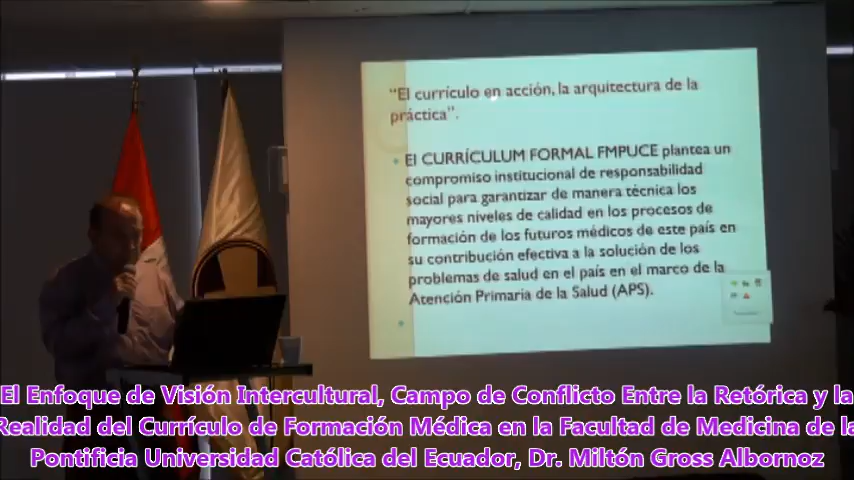 "El currículo en acción, la arquitectura de la
práctica".
El CURRÍCULUM FORMAL FMPUCE plantea un
compromiso institucional de responsabilidad
social para garantizar de manera técnica los
mayores niveles de calidad en los procesos de
formación de los futuros médicos de este país en
su contribución efectiva a la solución de los
problemas de salud en el país en el marco de la
Atención Primaria de la Salud (APS).
El Enfoque de Visión Intercultural, Campo de Conflicto Entre la Retórica y la
Realidad del Currículo de Formación Médica en la Facultad de Medicina de la
Pontificia Universidad Católica del Ecuador, Dr. Miltón Gross Albornoz